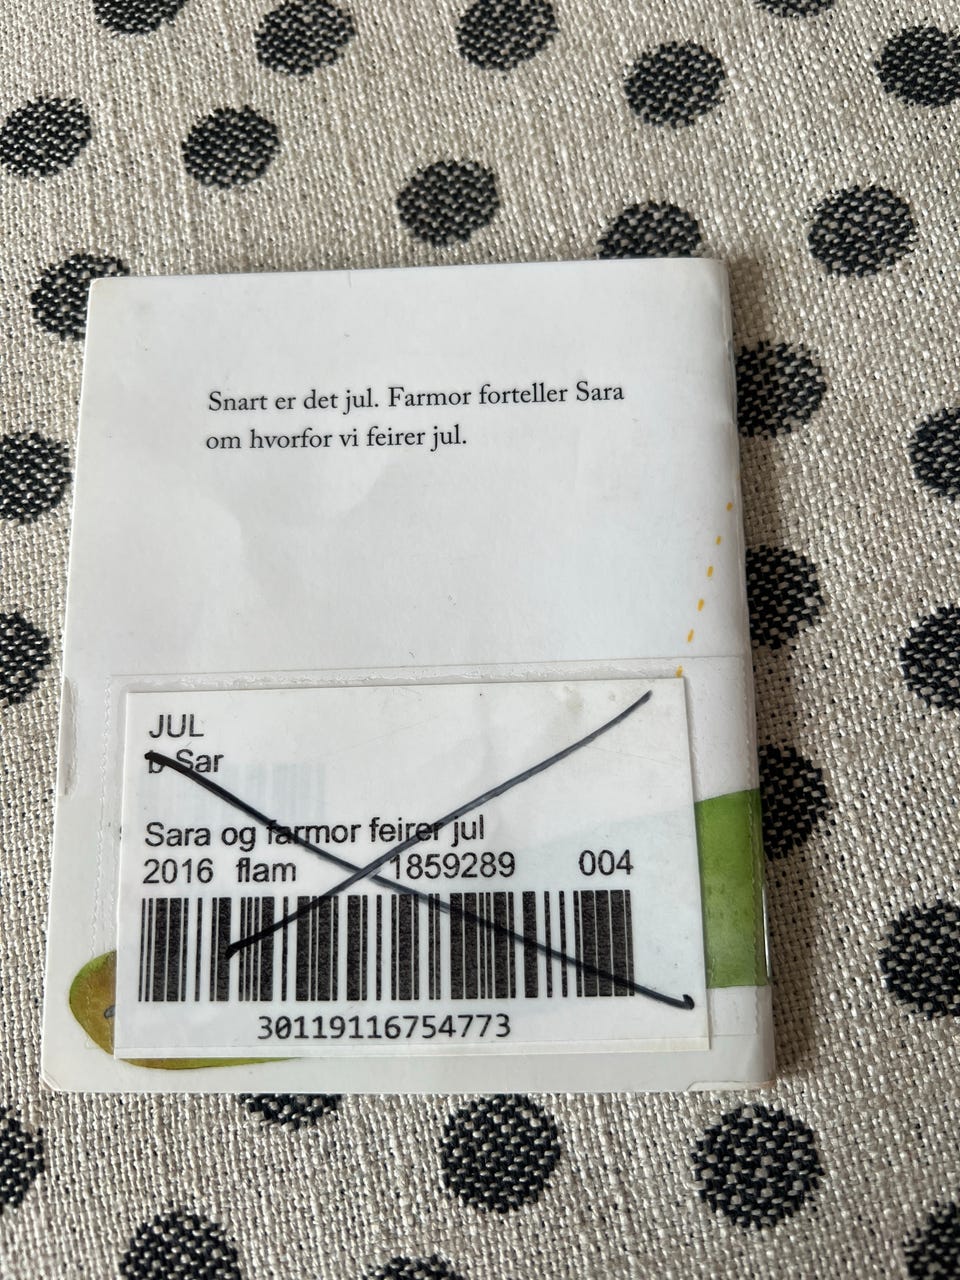 Snart er det jul. Farmor forteller Sara
om hvorfor vi feirer jul.
JUL
b Sar
Sara og farmor feirer jul
2016 flam 1859289 004
30119116754773